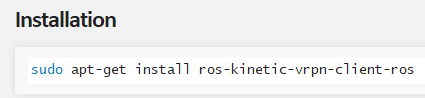 Installation
sudo apt-get install ros-kinetic-vrpn-client-ros